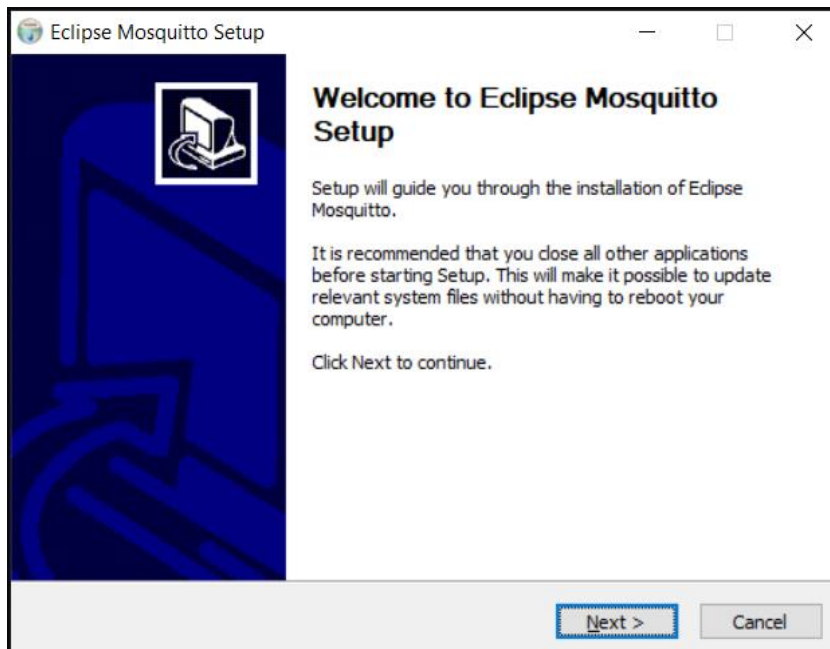 Eclipse Mosquitto Setup
Welcome to Eclipse Mosquitto
Setup
Setup will guide you through the installation of Eclipse
Mosquitto.
It is recommended that you close all other applications
before starting Setup. This will make it possible to update
relevant system files without having to reboot your
computer.
Click Next to continue.
Next >
Cancel